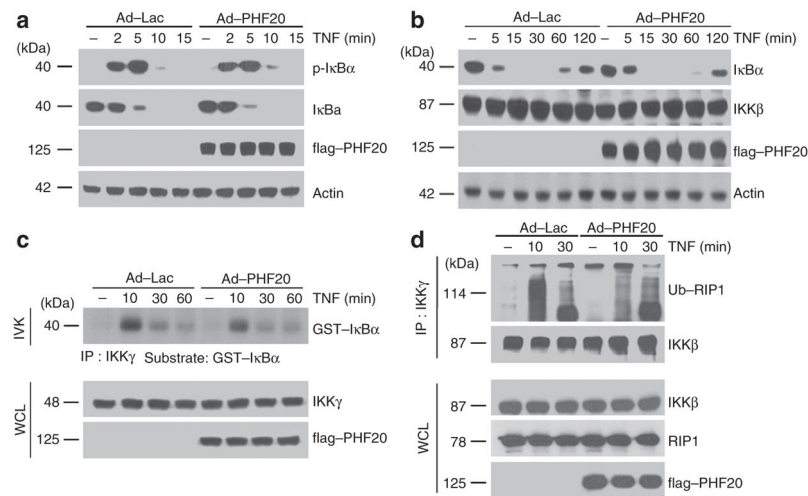 a
Ad–Lac Ad–PHF20
(kDa) – 2 5 10 15 – 2 5 10 15 TNF (min)
40 p-IκBα
40 IκBa
125 flag–PHF20
42 Actin
b
Ad–Lac Ad–PHF20
(kDa) – 5 15 30 60 120 – 5 15 30 60 120 TNF (min)
40 IκBα
87 IKKβ
125 flag–PHF20
42 Actin
c
Ad–Lac Ad–PHF20
(kDa) – 10 30 60 – 10 30 60 TNF (min)
IVK 40 GST–IκBα
IP : IKKγ Substrate: GST–IκBα
WCL
48 IKKγ
125 flag–PHF20
d
Ad–Lac Ad–PHF20
(kDa) – 10 30 – 10 30 TNF (min)
IP : IKKγ
114 Ub–RIP1
87 IKKβ
WCL
87 IKKβ
78 RIP1
125 flag–PHF20